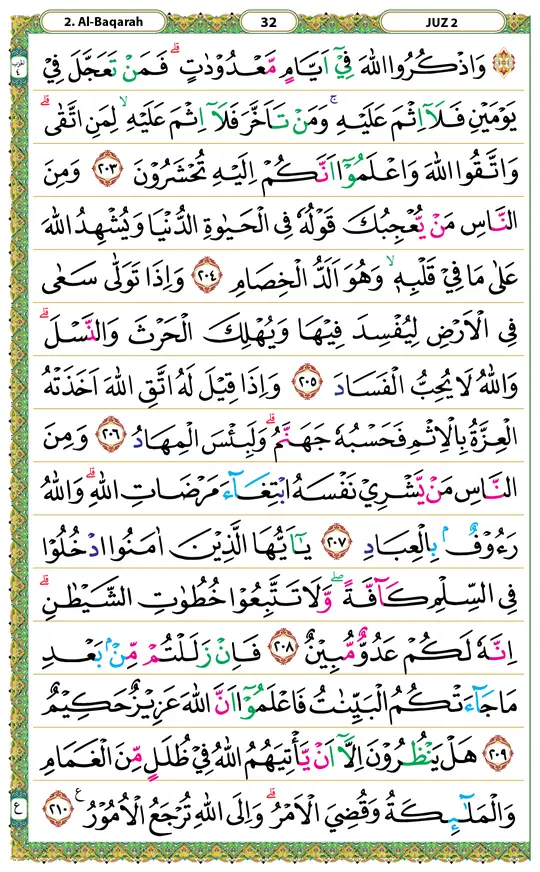 2. Al-Baqarah 32 JUZ 2
وَاذْكُرُوا اللّٰهَ فِيْٓ اَيَّامٍ مَّعْدُوْدٰتٍ ۗ فَمَنْ تَعَجَّلَ فِيْ
يَوْمَيْنِ فَلَآ اِثْمَ عَلَيْهِ ۚ وَمَنْ تَاَخَّرَ فَلَآ اِثْمَ عَلَيْهِ ۙ لِمَنِ اتَّقٰى ۗ
وَاتَّقُوا اللّٰهَ وَاعْلَمُوْٓا اَنَّكُمْ اِلَيْهِ تُحْشَرُوْنَ ٢٠٣ وَمِنَ
النَّاسِ مَنْ يُّعْجِبُكَ قَوْلُهٗ فِى الْحَيٰوةِ الدُّنْيَا وَيُشْهِدُ اللّٰهَ
عَلٰى مَا فِيْ قَلْبِهٖ ۙ وَهُوَ اَلَدُّ الْخِصَامِ ٢٠٤ وَاِذَا تَوَلّٰى سَعٰى
فِى الْاَرْضِ لِيُفْسِدَ فِيْهَا وَيُهْلِكَ الْحَرْثَ وَالنَّسْلَ ۗ
وَاللّٰهُ لَا يُحِبُّ الْفَسَادَ ٢٠٥ وَاِذَا قِيْلَ لَهُ اتَّقِ اللّٰهَ اَخَذَتْهُ
الْعِزَّةُ بِالْاِثْمِ فَحَسْبُهٗ جَهَنَّمُ ۗ وَلَبِئْسَ الْمِهَادُ ٢٠٦ وَمِنَ
النَّاسِ مَنْ يَّشْرِيْ نَفْسَهُ ابْتِغَاۤءَ مَرْضَاتِ اللّٰهِ ۗ وَاللّٰهُ
رَءُوْفٌۢ بِالْعِبَادِ ٢٠٧ يٰٓاَيُّهَا الَّذِيْنَ اٰمَنُوا ادْخُلُوْا
فِى السِّلْمِ كَاۤفَّةً ۖ وَّلَا تَتَّبِعُوْا خُطُوٰتِ الشَّيْطٰنِ ۗ
اِنَّهٗ لَكُمْ عَدُوٌّ مُّبِيْنٌ ٢٠٨ فَاِنْ زَلَلْتُمْ مِّنْۢ بَعْدِ
مَا جَاۤءَتْكُمُ الْبَيِّنٰتُ فَاعْلَمُوْٓا اَنَّ اللّٰهَ عَزِيْزٌ حَكِيْمٌ
٢٠٩ هَلْ يَنْظُرُوْنَ اِلَّآ اَنْ يَّأْتِيَهُمُ اللّٰهُ فِيْ ظُلَلٍ مِّنَ الْغَمَامِ
وَالْمَلٰۤىِٕكَةُ وَقُضِيَ الْاَمْرُ ۗ وَاِلَى اللّٰهِ تُرْجَعُ الْاُمُوْرُ ࣖ ٢١٠
الحزب
٤
ع